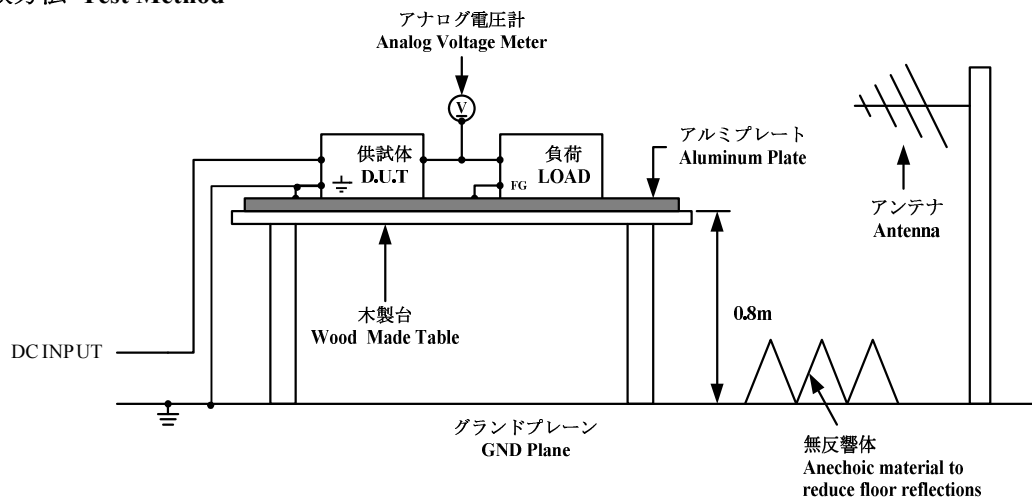 方法 Test Method
アナログ電圧計
Analog Voltage Meter
V
供試体
D.U.T
負荷
LOAD
FG
アルミプレート
Aluminum Plate
アンテナ
Antenna
木製台
Wood Made Table
0.8m
DC INPUT
グランドプレーン
GND Plane
無反響体
Anechoic material to
reduce floor reflections